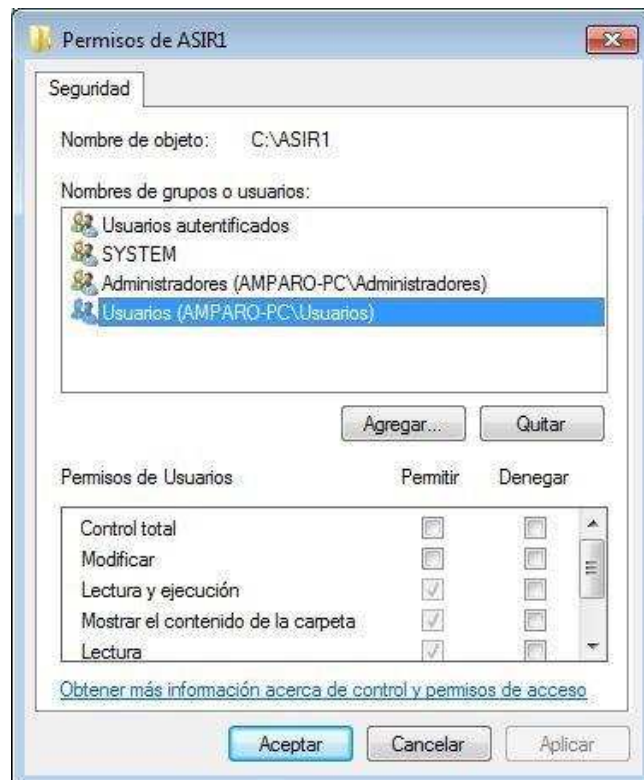 Permisos de ASIR1
Seguridad
Nombre de objeto: C:\ASIR1
Nombres de grupos o usuarios:
Usuarios autentificados
SYSTEM
Administradores (AMPARO-PC\Administradores)
Usuarios (AMPARO-PC\Usuarios)
Agregar... Quitar
Permisos de Usuarios Permitir Denegar
Control total
Modificar
Lectura y ejecución
Mostrar el contenido de la carpeta
Lectura
Obtener más información acerca de control y permisos de acceso
Aceptar Cancelar Aplicar